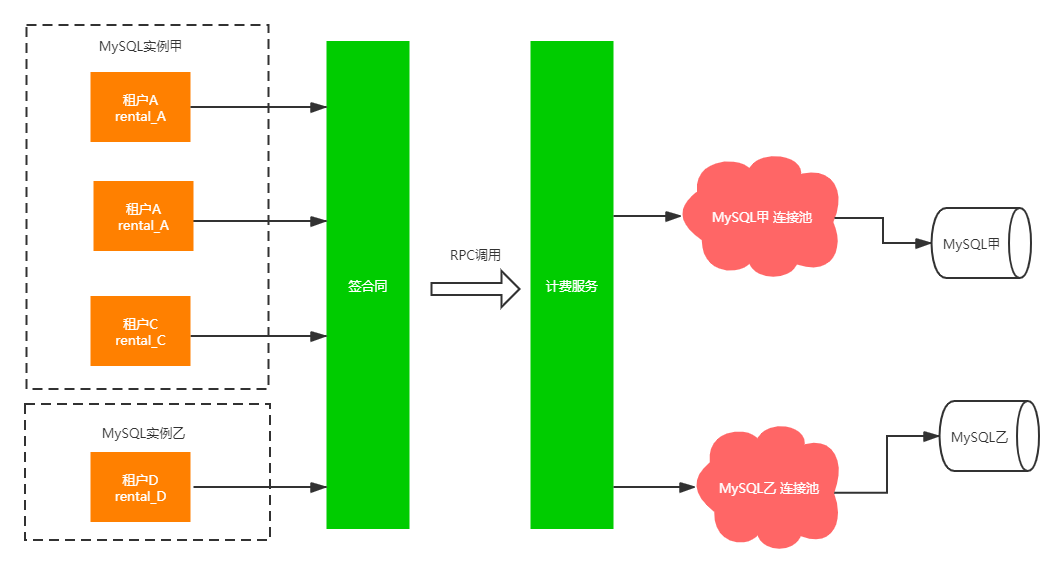 MySQL实例甲
租户A
rental_A
租户A
rental_A
租户C
rental_C
MySQL实例乙
租户D
rental_D
签合同
RPC调用
计费服务
MySQL甲 连接池
MySQL甲
MySQL乙 连接池
MySQL乙